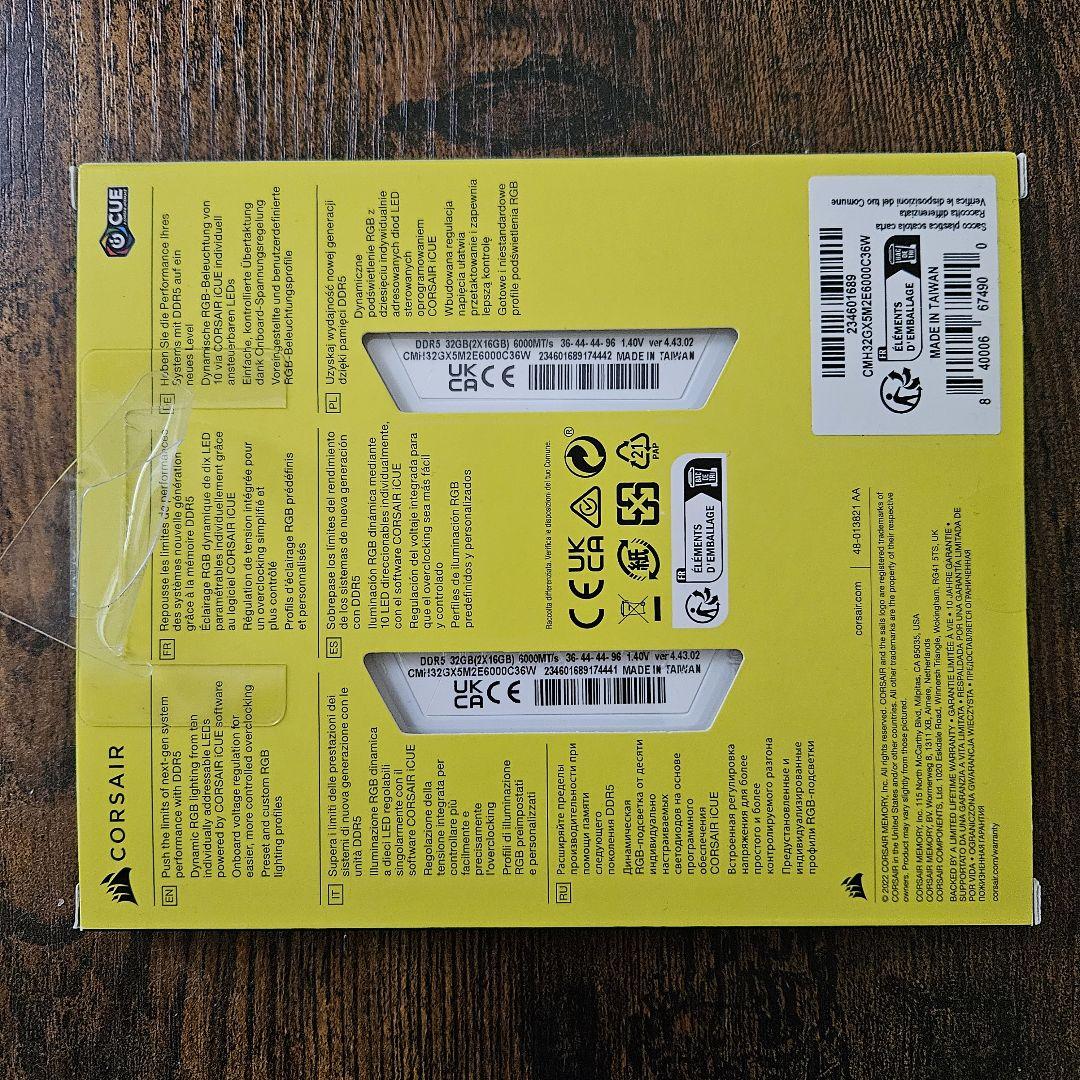 CORSAIR
iCUE
EN
Push the limits of next-gen system
performance with DDR5
Dynamic RGB lighting from ten
individually addressable LEDs
powered by CORSAIR iCUE software
Onboard voltage regulation for
easier, more controlled overclocking
Preset and custom RGB
lighting profiles
FR
Repousse les limites de performances
des systèmes nouvelle génération
grâce à la mémoire DDR5
Éclairage RGB dynamique de dix LED
paramétrables individuellement grâce
au logiciel CORSAIR iCUE
Régulation de tension intégrée pour
un overclocking simplifié et
plus contrôlé
Profils d'éclairage RGB prédéfinis
et personnalisés
DE
Heben Sie die Performance Ihres
Systems mit DDR5 auf ein
neues Level
Dynamische RGB-Beleuchtung von
10 via CORSAIR iCUE individuell
ansteuerbaren LEDs
Einfache, kontrollierte Übertaktung
dank Onboard-Spannungsregelung
Voreingestellte und benutzerdefinierte
RGB-Beleuchtungsprofile
IT
Supera i limiti delle prestazioni dei
sistemi di nuova generazione con le
unità DDR5
Illuminazione RGB dinamica
a dieci LED regolabili
singolarmente con il
software CORSAIR iCUE
Regolazione della
tensione integrata per
controllare più
facilmente e
precisamente
l'overclocking
Profili di illuminazione
RGB preimpostati
e personalizzati
ES
Sobrepase los límites del rendimiento
de los sistemas de nueva generación
con DDR5
Iluminación RGB dinámica mediante
10 LED direccionables individualmente,
con el software CORSAIR iCUE
Regulación del voltaje integrada para
que el overclocking sea más fácil
y controlado
Perfiles de iluminación RGB
predefinidos y personalizados
PL
Uzyskaj wydajność nowej generacji
dzięki pamięci DDR5
Dynamiczne
podświetlenie RGB z
dziesięciu indywidualnie
adresowanych diod LED
sterowanych
oprogramowaniem
CORSAIR iCUE
Wbudowana regulacja
napięcia ułatwia
przetaktowanie i zapewnia
lepszą kontrolę
Gotowe i niestandardowe
profile podświetlenia RGB
RU
Расширяйте пределы
производительности при
помощи памяти
следующего
поколения DDR5
Динамическая
RGB-подсветка от десяти
индивидуально
настраиваемых
светодиодов на основе
программного
обеспечения
CORSAIR iCUE
Встроенная регулировка
напряжения для более
простого и более
контролируемого разгона
Предустановленные и
индивидуализированные
профили RGB-подсветки
DDR5 32GB(2X16GB) 6000MT/s 36-44-44-96 1.40V ver 4.43.02
CMH32GX5M2E6000C36W 234601689174441 MADE IN TAIWAN
UK CA CE
DDR5 32GB(2X16GB) 6000MT/s 36-44-44-96 1.40V ver 4.43.02
CMH32GX5M2E6000C36W 234601689174442 MADE IN TAIWAN
UK CA CE
Raccolta differenziata. Verifica le disposizioni del tuo Comune.
CE UK CA
®
紙
21
PAP
FR
ÉLÉMENTS
D'EMBALLAGE
BAC
DE TRI
234601689
CMH32GX5M2E6000C36W
FR
ÉLÉMENTS
D'EMBALLAGE
BAC
DE TRI
MADE IN TAIWAN
8 40006 67490 0
Sacco plastica scatola carta
Raccolta differenziata
Verifica le disposizioni del tuo Comune
corsair.com
49-013821 AA
© 2022 CORSAIR MEMORY, Inc. All rights reserved. CORSAIR and the sails logo are registered trademarks of
CORSAIR in the United States and/or other countries. All other trademarks are the property of their respective
owners. Product may vary slightly from those pictured.
CORSAIR MEMORY, Inc. 115 North McCarthy Blvd, Milpitas, CA 95035, USA
CORSAIR MEMORY, BV. Wormerweg 8, 1311 XB, Almere, Netherlands
CORSAIR COMPONENTS, Ltd. 1020 Eskdale Road, Winnersh Triangle, Wokingham, RG41 5TS, UK
BACKED BY A LIMITED LIFETIME WARRANTY • GARANTIE LIMITÉE À VIE • 10 JAHRE GARANTIE •
SUPPORTATO DA UNA GARANZIA A VITA LIMITATA • RESPALDADA POR UNA GARANTÍA LIMITADA DE
POR VIDA • OGRANICZONA GWARANCJA WIECZYSTA • ПРЕДОСТАВЛЯЕТСЯ ОГРАНИЧЕННАЯ
ПОЖИЗНЕННАЯ ГАРАНТИЯ
corsair.com/warranty